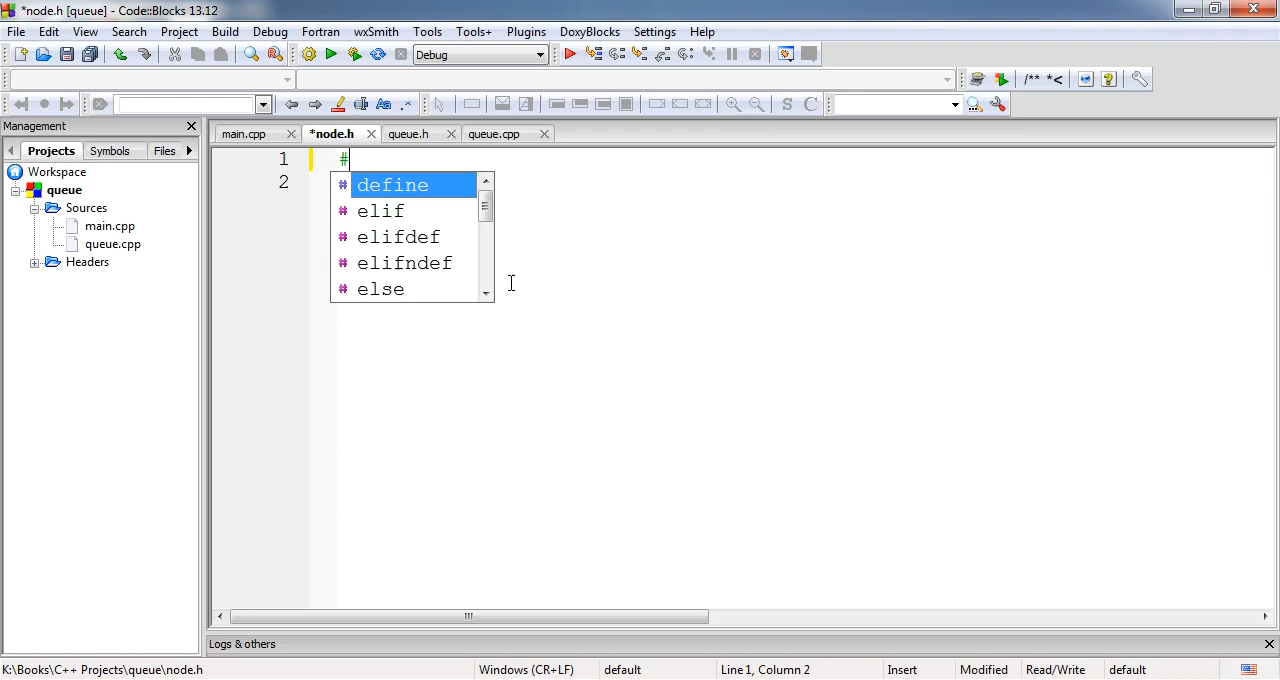 *node.h [queue] - Code::Blocks 13.12
File Edit View Search Project Build Debug Fortran wxSmith Tools Tools+ Plugins DoxyBlocks Settings Help
Debug
/** *<
Aa .*
S C
Management
main.cpp *node.h queue.h queue.cpp
Projects Symbols Files
Workspace
queue
Sources
main.cpp
queue.cpp
Headers
1 #
2
# define
# elif
# elifdef
# elifndef
# else
Logs & others
K:\Books\C++ Projects\queue\node.h Windows (CR+LF) default Line 1, Column 2 Insert Modified Read/Write default